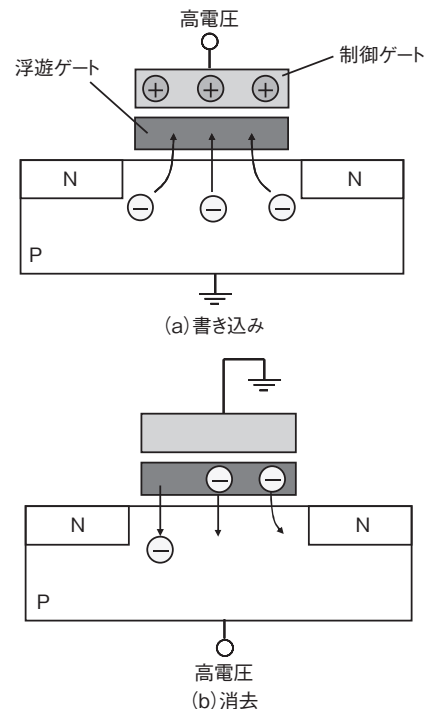 高電圧
制御ゲート
浮遊ゲート
+ + +
N N
− − −
P
(a)書き込み
− −
N N
−
P
高電圧
(b)消去